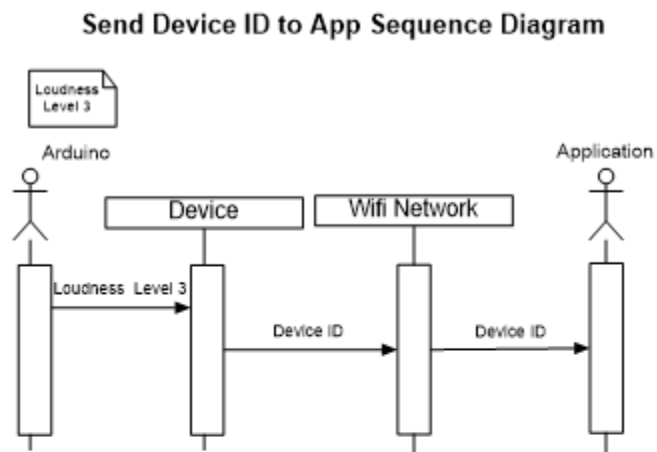 Send Device ID to App Sequence Diagram
Loudness
Level 3
Arduino
Application
Device
Wifi Network
Loudness Level 3
Device ID
Device ID